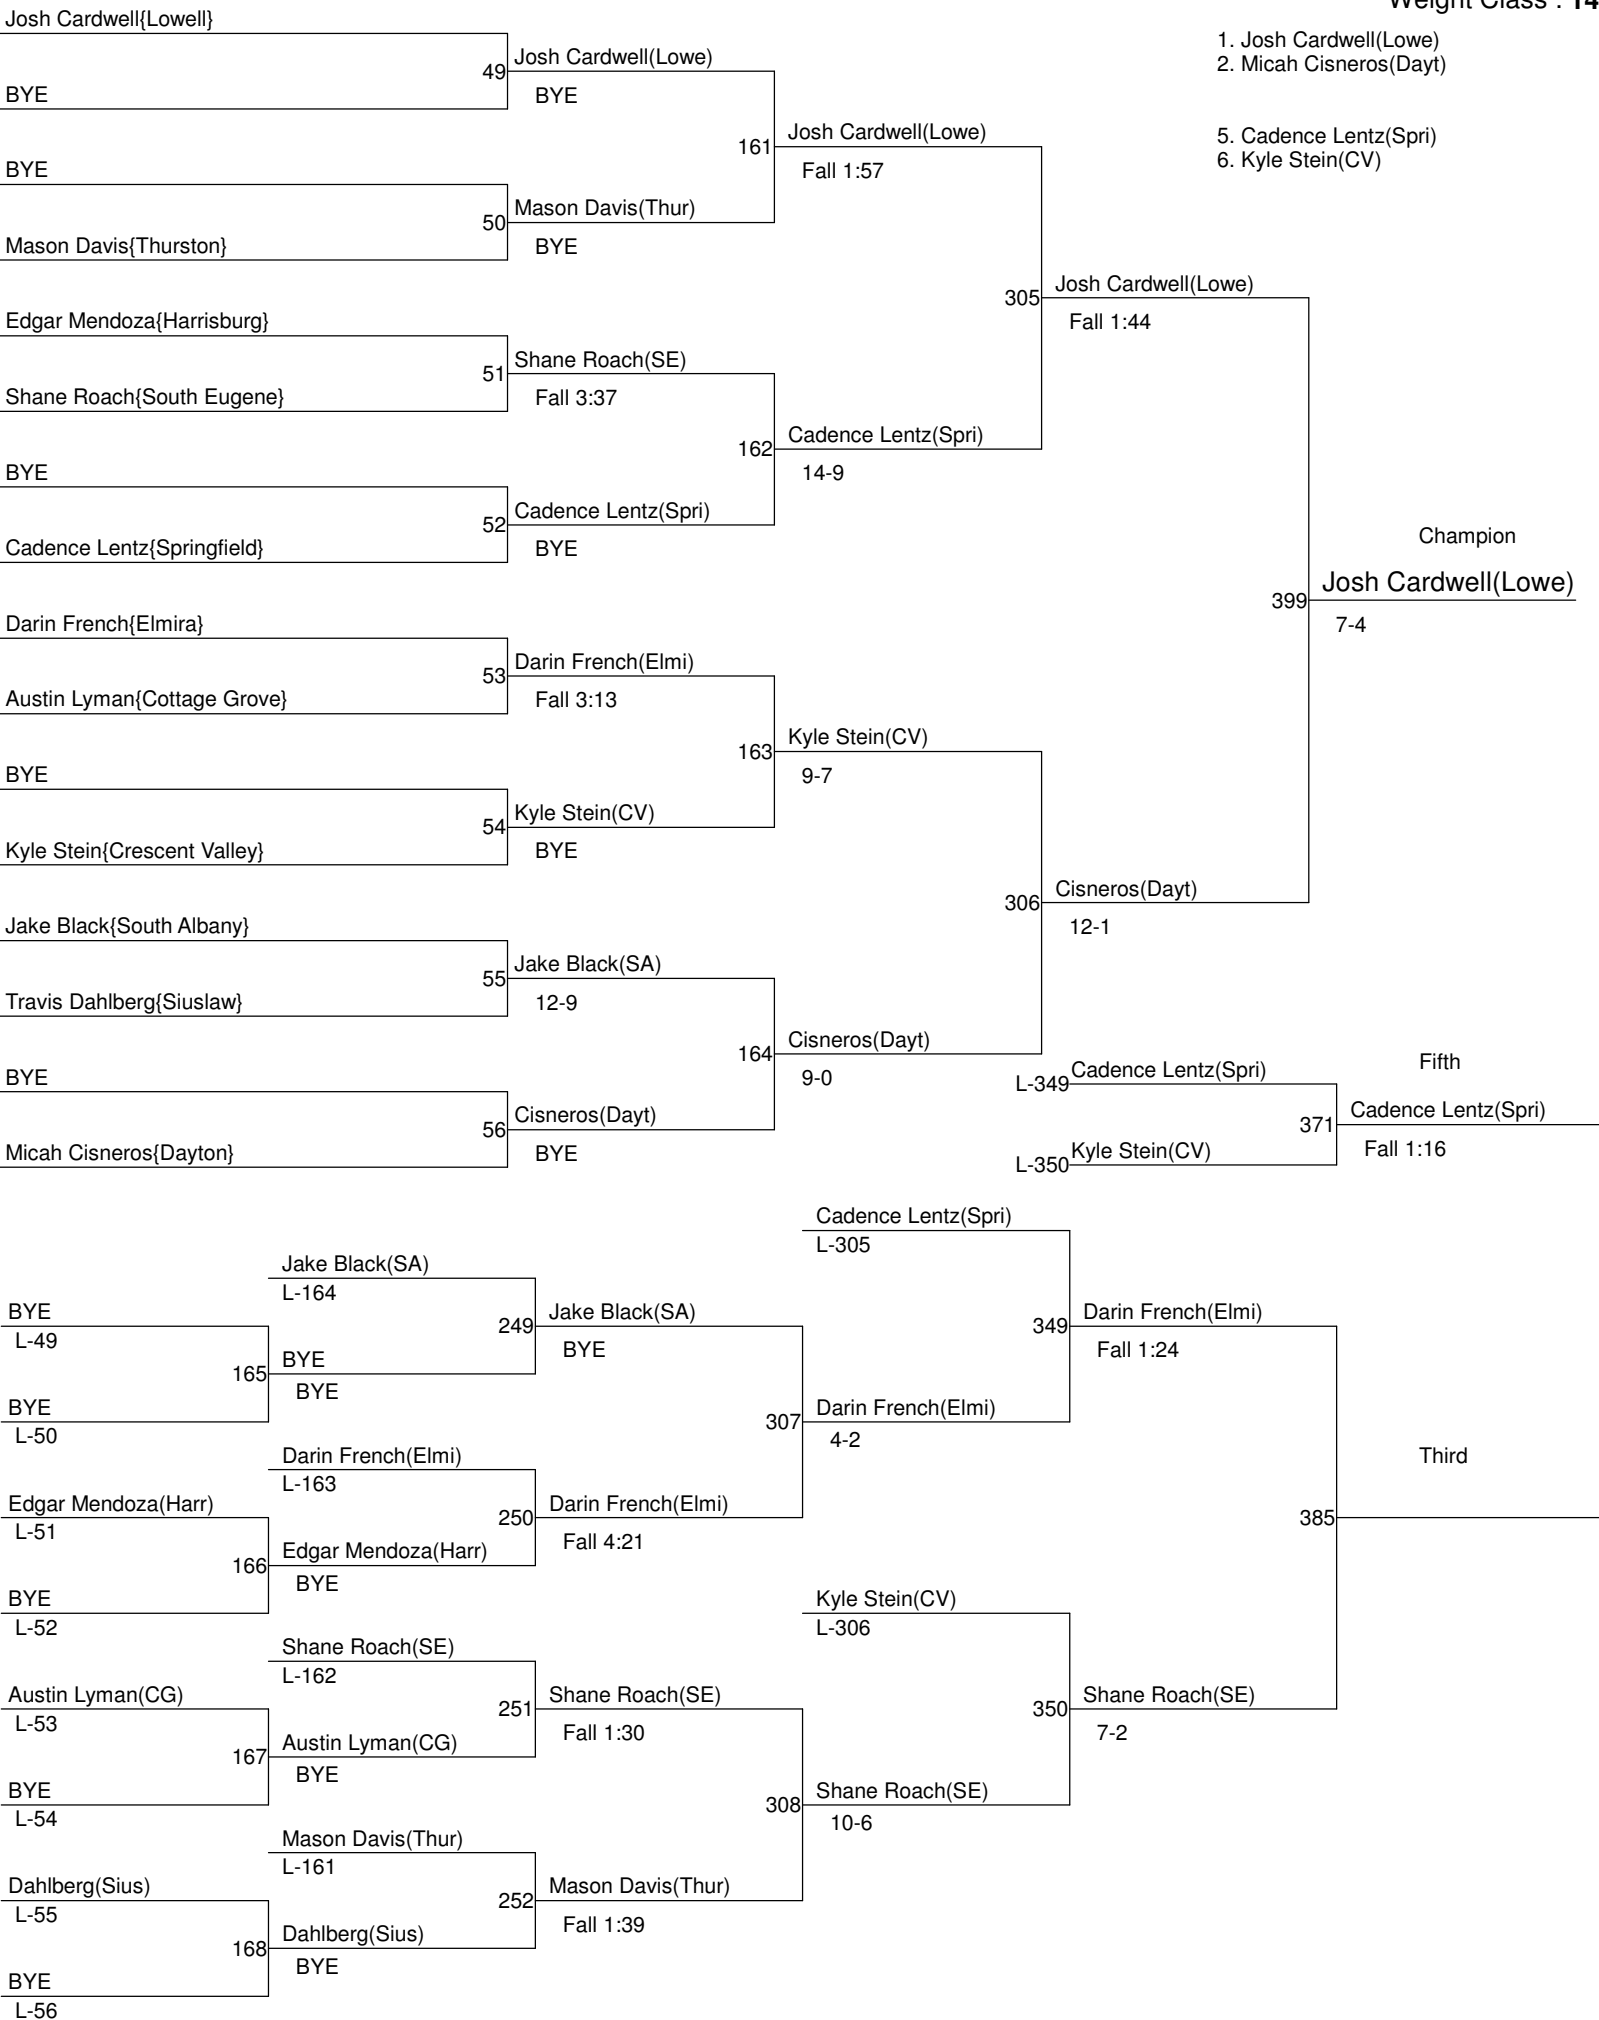 Weight Class : 14
Josh Cardwell{Lowell}
1. Josh Cardwell(Lowe)
2. Micah Cisneros(Dayt)
5. Cadence Lentz(Spri)
6. Kyle Stein(CV)
49
Josh Cardwell(Lowe)
BYE
BYE
161
Josh Cardwell(Lowe)
Fall 1:57
BYE
50
Mason Davis(Thur)
BYE
Mason Davis{Thurston}
305
Josh Cardwell(Lowe)
Fall 1:44
Edgar Mendoza{Harrisburg}
51
Shane Roach(SE)
Fall 3:37
Shane Roach{South Eugene}
162
Cadence Lentz(Spri)
14-9
BYE
52
Cadence Lentz(Spri)
BYE
Cadence Lentz{Springfield}
Champion
399
Josh Cardwell(Lowe)
7-4
Darin French{Elmira}
53
Darin French(Elmi)
Fall 3:13
Austin Lyman{Cottage Grove}
163
Kyle Stein(CV)
9-7
BYE
54
Kyle Stein(CV)
BYE
Kyle Stein{Crescent Valley}
306
Cisneros(Dayt)
12-1
Jake Black{South Albany}
55
Jake Black(SA)
12-9
Travis Dahlberg{Siuslaw}
164
Cisneros(Dayt)
9-0
BYE
56
Cisneros(Dayt)
BYE
Micah Cisneros{Dayton}
Fifth
L-349
Cadence Lentz(Spri)
371
Cadence Lentz(Spri)
Fall 1:16
L-350
Kyle Stein(CV)
Cadence Lentz(Spri)
L-305
Jake Black(SA)
L-164
BYE
L-49
249
Jake Black(SA)
BYE
349
Darin French(Elmi)
Fall 1:24
165
BYE
BYE
BYE
L-50
307
Darin French(Elmi)
4-2
Darin French(Elmi)
L-163
Third
Edgar Mendoza(Harr)
L-51
250
Darin French(Elmi)
Fall 4:21
385
166
Edgar Mendoza(Harr)
BYE
BYE
L-52
Kyle Stein(CV)
L-306
Shane Roach(SE)
L-162
Austin Lyman(CG)
L-53
251
Shane Roach(SE)
Fall 1:30
350
Shane Roach(SE)
7-2
167
Austin Lyman(CG)
BYE
BYE
L-54
308
Shane Roach(SE)
10-6
Mason Davis(Thur)
L-161
Dahlberg(Sius)
L-55
252
Mason Davis(Thur)
Fall 1:39
168
Dahlberg(Sius)
BYE
BYE
L-56